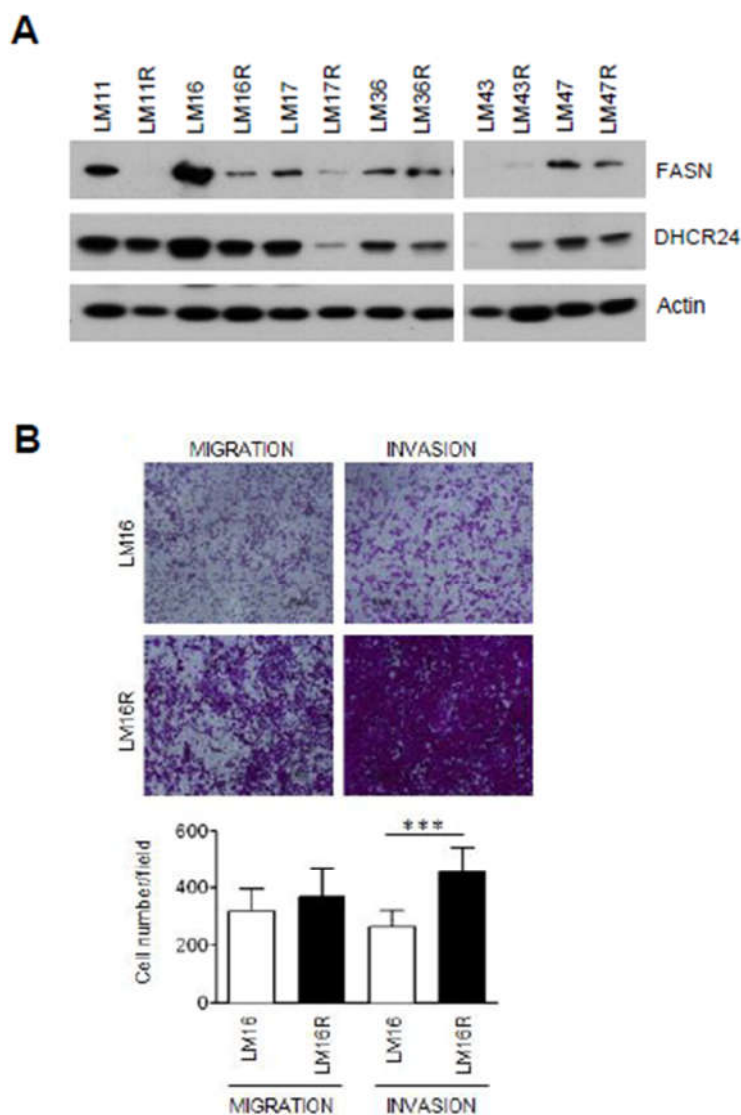 A
LM11 LM11R LM16 LM16R LM17 LM17R LM36 LM36R LM43 LM43R LM47 LM47R
FASN
DHCR24
Actin
B
MIGRATION INVASION
LM16
LM16R
***
Cell number/field
600
400
200
0
LM16 LM16R LM16 LM16R
MIGRATION INVASION